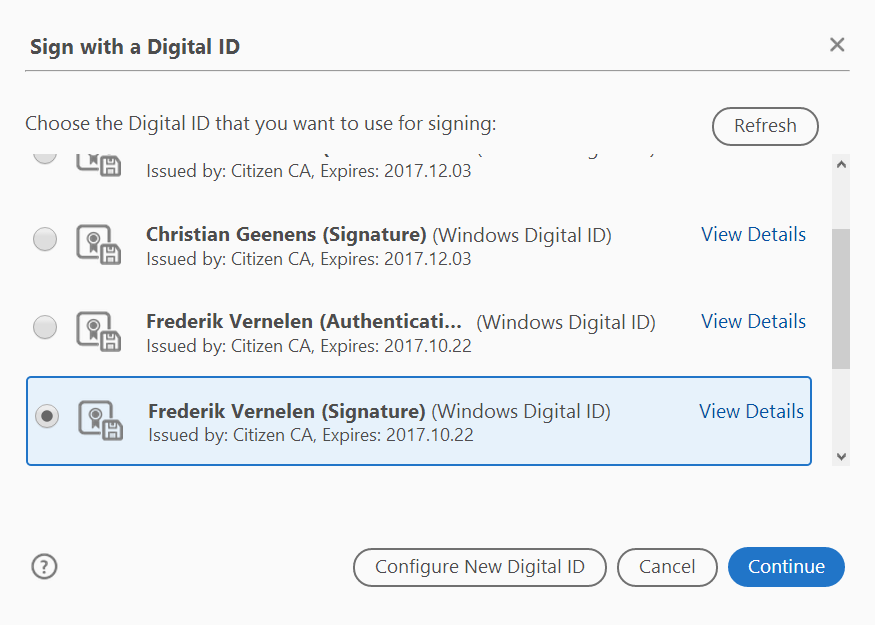 Sign with a Digital ID
Choose the Digital ID that you want to use for signing:
Refresh
Issued by: Citizen CA, Expires: 2017.12.03
Christian Geenens (Signature) (Windows Digital ID)
View Details
Issued by: Citizen CA, Expires: 2017.12.03
Frederik Vernelen (Authenticati... (Windows Digital ID)
View Details
Issued by: Citizen CA, Expires: 2017.10.22
Frederik Vernelen (Signature) (Windows Digital ID)
View Details
Issued by: Citizen CA, Expires: 2017.10.22
?
Configure New Digital ID
Cancel
Continue